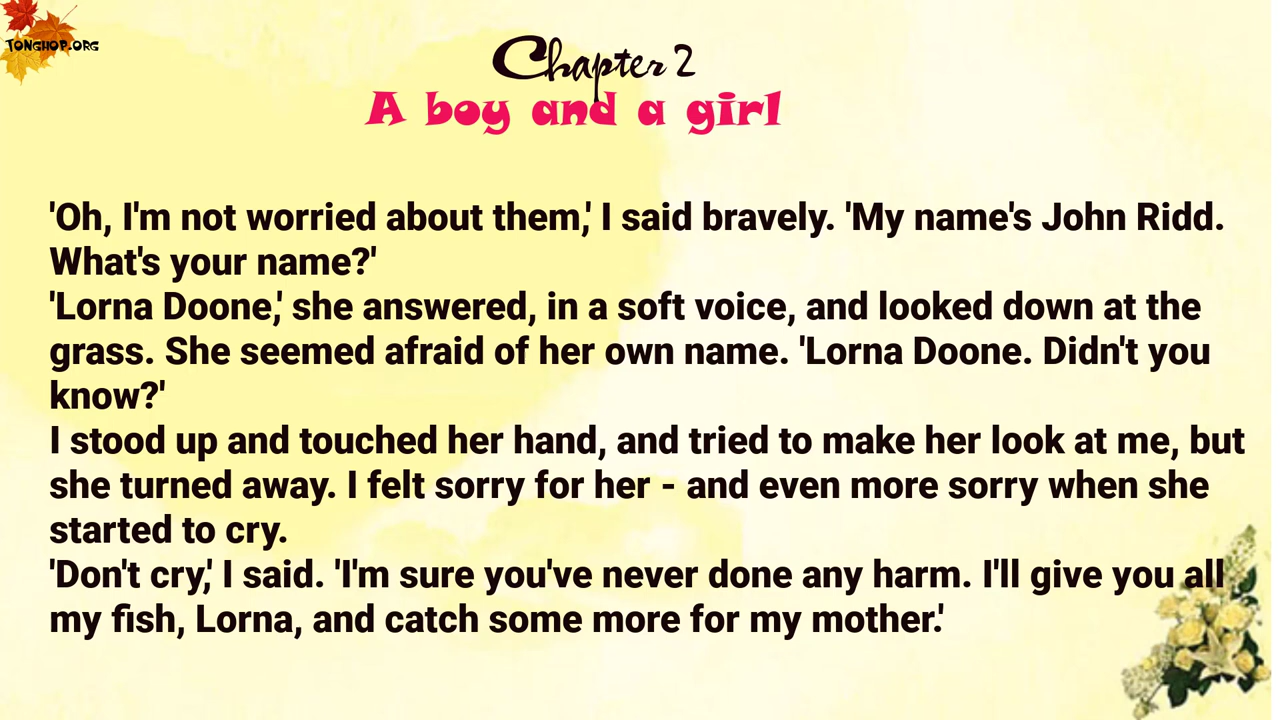 TONGHOP.ORG
Chapter 2
A boy and a girl
'Oh, I'm not worried about them,' I said bravely. 'My name's John Ridd.
What's your name?'
'Lorna Doone,' she answered, in a soft voice, and looked down at the
grass. She seemed afraid of her own name. 'Lorna Doone. Didn't you
know?'
I stood up and touched her hand, and tried to make her look at me, but
she turned away. I felt sorry for her - and even more sorry when she
started to cry.
'Don't cry,' I said. 'I'm sure you've never done any harm. I'll give you all
my fish, Lorna, and catch some more for my mother.'